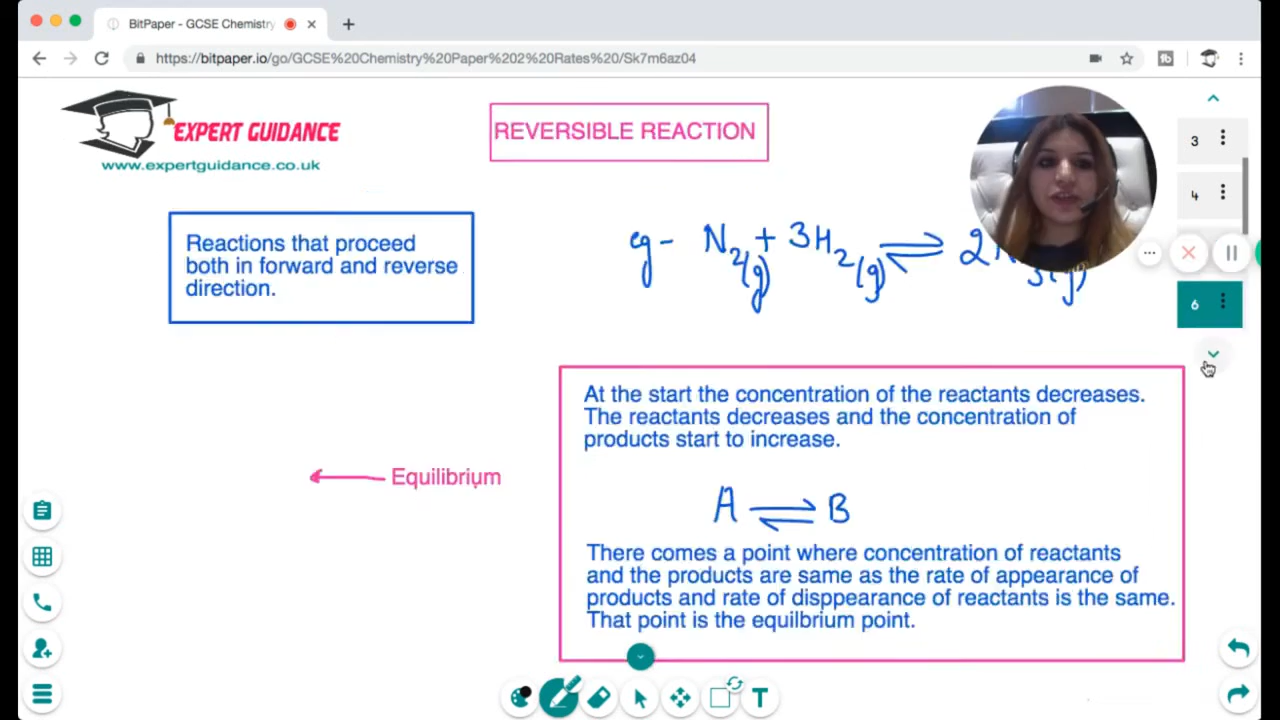 BitPaper - GCSE Chemistry
https://bitpaper.io/go/GCSE%20Chemistry%20Paper%202%20Rates%20/Sk7m6az04
EXPERT GUIDANCE
www.expertguidance.co.uk
REVERSIBLE REACTION
3
4
6
Reactions that proceed
both in forward and reverse
direction.
eg- N2(g) + 3H2(g) ⇌ 2 3(g)
At the start the concentration of the reactants decreases.
The reactants decreases and the concentration of
products start to increase.
Equilibrium
A ⇌ B
There comes a point where concentration of reactants
and the products are same as the rate of appearance of
products and rate of disppearance of reactants is the same.
That point is the equilbrium point.
T